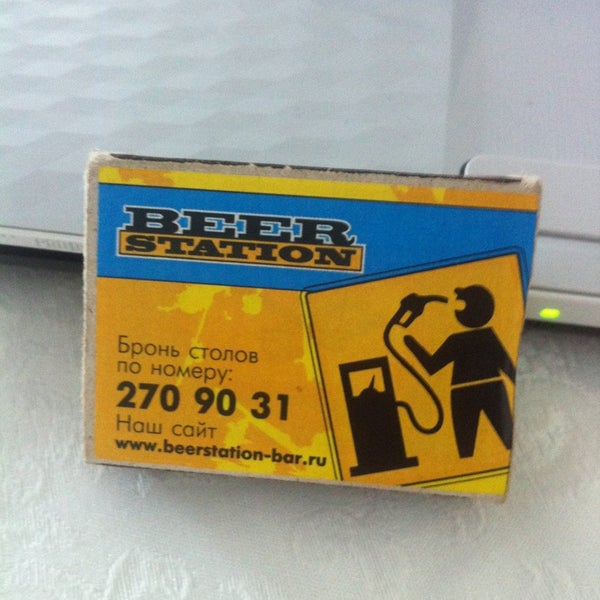 BEER
STATION
Бронь столов
по номеру:
270 90 31
Наш сайт
www.beerstation-bar.ru